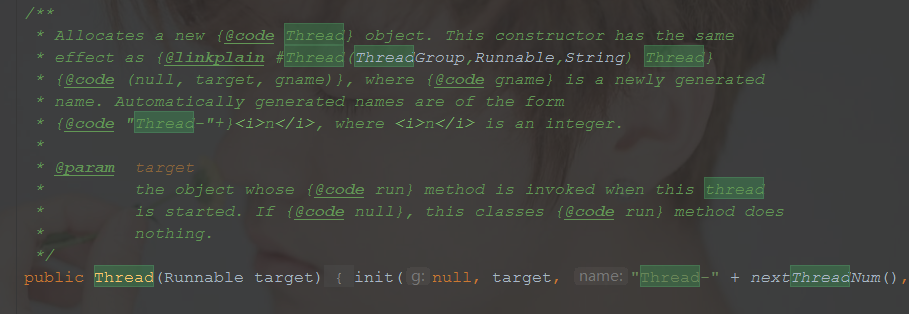 /**
* Allocates a new {@code Thread} object. This constructor has the same
* effect as {@linkplain #Thread(ThreadGroup,Runnable,String) Thread}
* {@code (null, target, gname)}, where {@code gname} is a newly generated
* name. Automatically generated names are of the form
* {@code "Thread-"+}<i>n</i>, where <i>n</i> is an integer.
*
* @param target
* the object whose {@code run} method is invoked when this thread
* is started. If {@code null}, this classes {@code run} method does
* nothing.
*/
public Thread(Runnable target) { init( g: null, target, name: "Thread-" + nextThreadNum(),